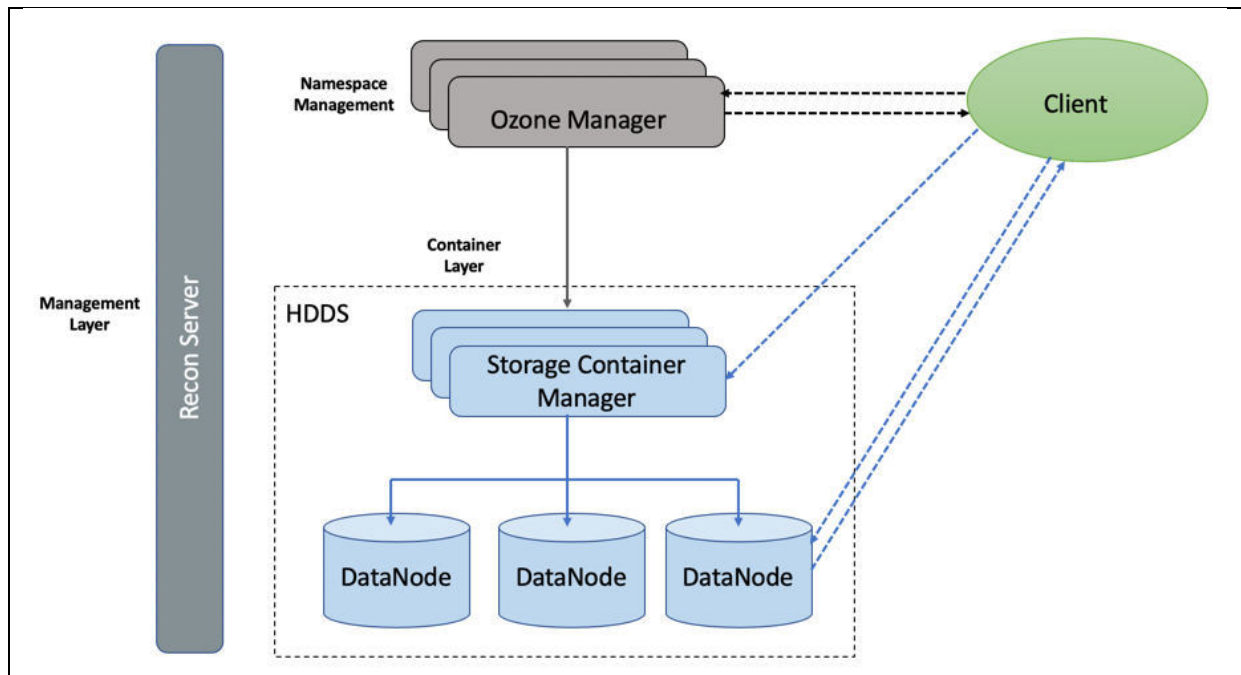 Namespace
Management
Ozone Manager
Client
Container
Layer
Management
Layer
Recon Server
HDDS
Storage Container
Manager
DataNode
DataNode
DataNode